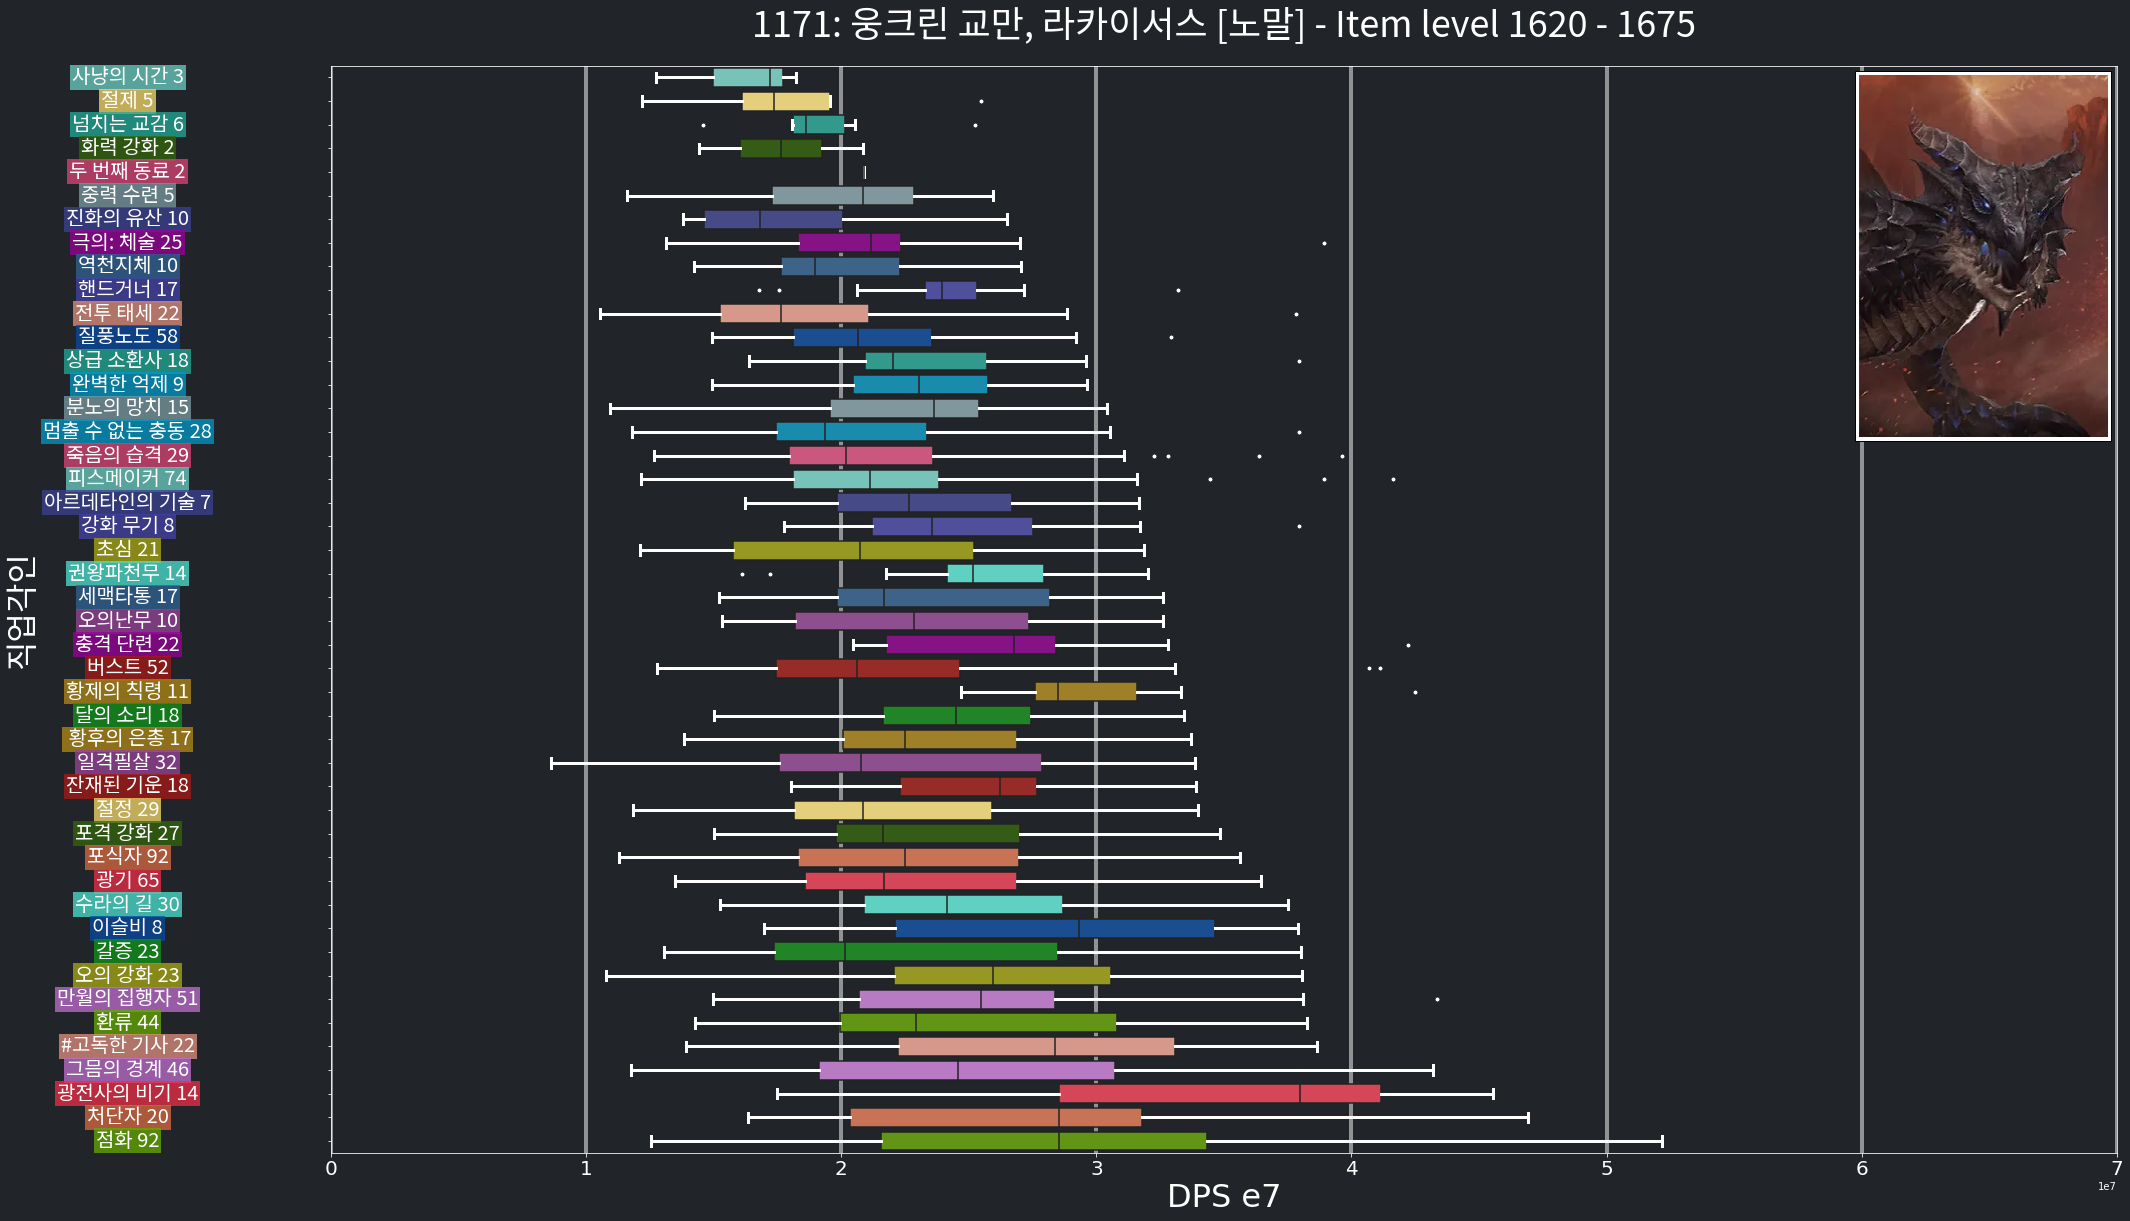 1171: 웅크린 교만, 라카이서스 [노말] - Item level 1620 - 1675
사냥의 시간 3
절제 5
넘치는 교감 6
화력 강화 2
두 번째 동료 2
중력 수련 5
진화의 유산 10
극의: 체술 25
역천지체 10
핸드거너 17
전투 태세 22
질풍노도 58
상급 소환사 18
완벽한 억제 9
분노의 망치 15
멈출 수 없는 충동 28
죽음의 습격 29
피스메이커 74
아르데타인의 기술 7
강화 무기 8
초심 21
권왕파천무 14
세맥타통 17
오의난무 10
충격 단련 22
버스트 52
황제의 칙령 11
달의 소리 18
황후의 은총 17
일격필살 32
잔재된 기운 18
절정 29
포격 강화 27
포식자 92
광기 65
수라의 길 30
이슬비 8
갈증 23
오의 강화 23
만월의 집행자 51
환류 44
#고독한 기사 22
그믐의 경계 46
광전사의 비기 14
처단자 20
점화 92
직업각인
0 1 2 3 4 5 6 7
1e7
DPS e7